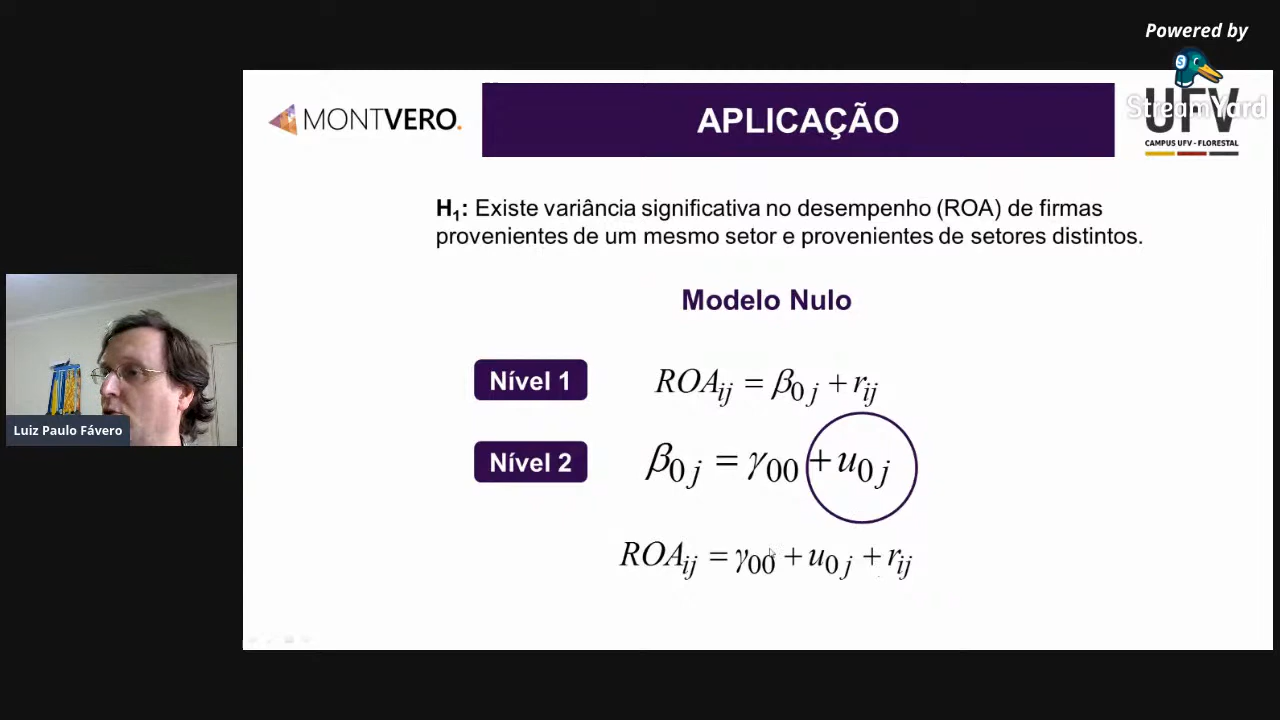 Powered by
StreamYard
MONTVERO.
APLICAÇÃO
UFV
CAMPUS UFV - FLORESTAL
H₁: Existe variância significativa no desempenho (ROA) de firmas
provenientes de um mesmo setor e provenientes de setores distintos.
Modelo Nulo
Nível 1
ROAᵢⱼ = β₀ⱼ + rᵢⱼ
Nível 2
β₀ⱼ = γ₀₀ + u₀ⱼ
ROAᵢⱼ = γ₀₀ + u₀ⱼ + rᵢⱼ
Luiz Paulo Fávero